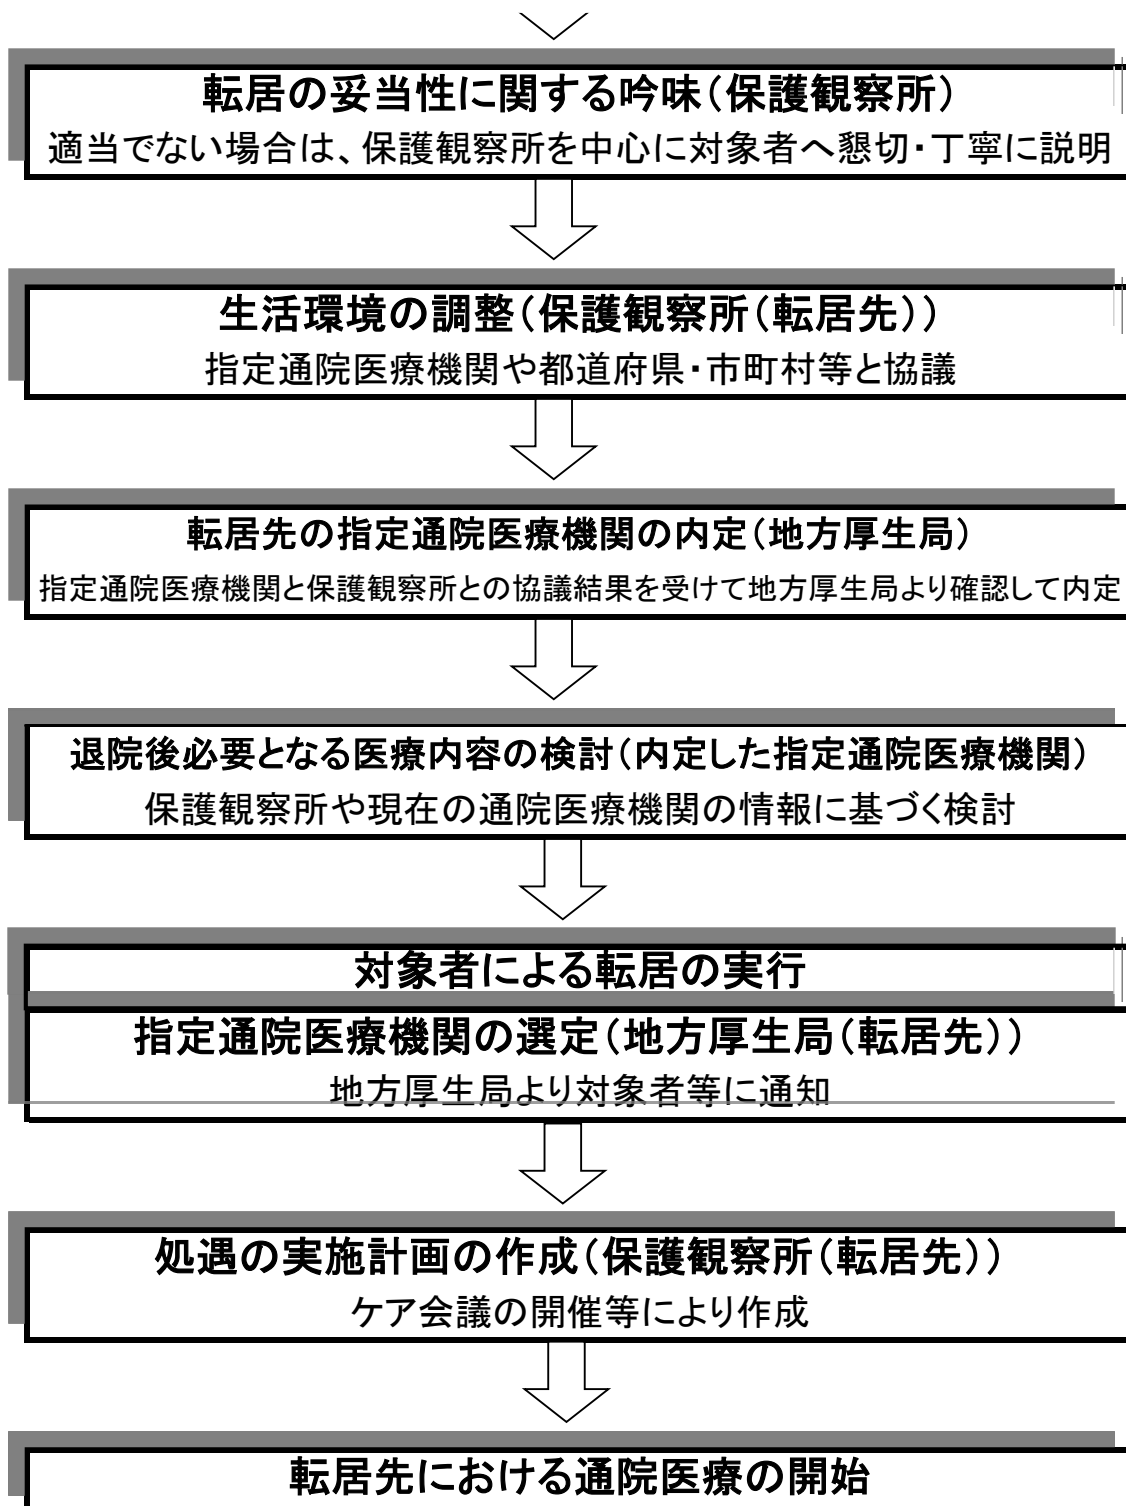 転居の妥当性に関する吟味(保護観察所)
適当でない場合は、保護観察所を中心に対象者へ懇切・丁寧に説明
生活環境の調整(保護観察所(転居先))
指定通院医療機関や都道府県・市町村等と協議
転居先の指定通院医療機関の内定(地方厚生局)
指定通院医療機関と保護観察所との協議結果を受けて地方厚生局より確認して内定
退院後必要となる医療内容の検討(内定した指定通院医療機関)
保護観察所や現在の通院医療機関の情報に基づく検討
対象者による転居の実行
指定通院医療機関の選定(地方厚生局(転居先))
地方厚生局より対象者等に通知
処遇の実施計画の作成(保護観察所(転居先))
ケア会議の開催等により作成
転居先における通院医療の開始